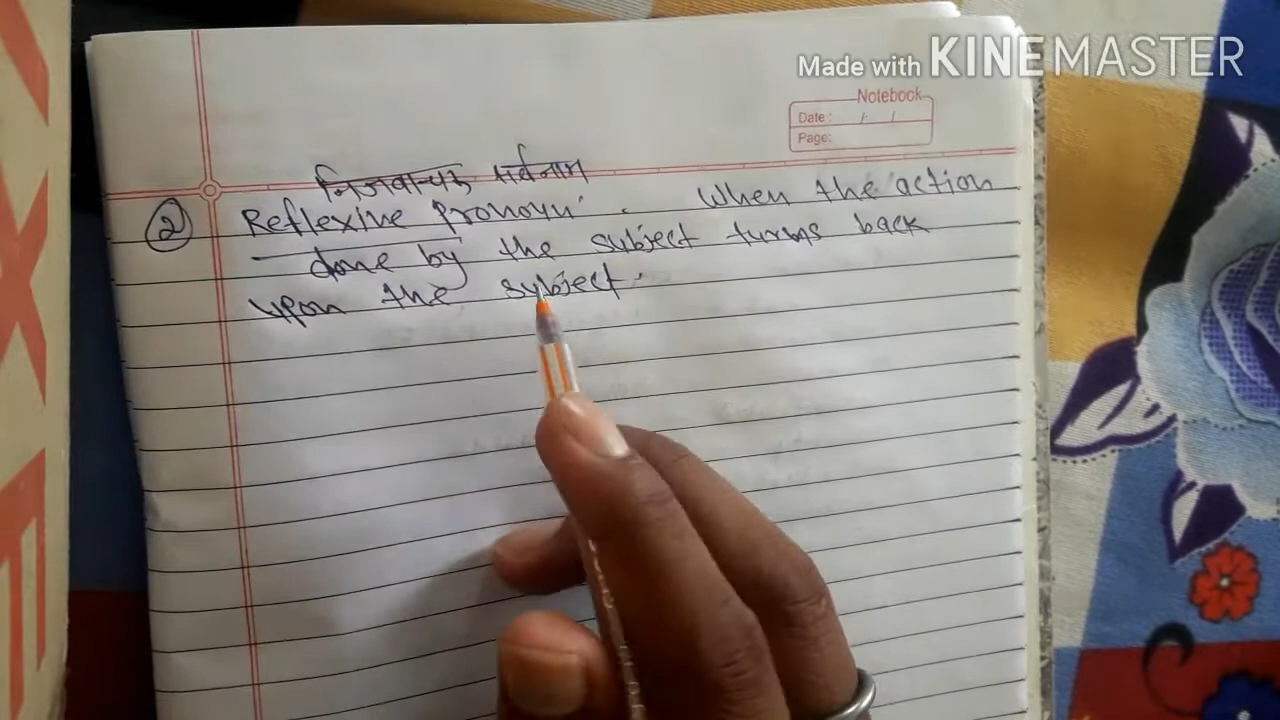 Made with KINEMASTER
Notebook
Date : / /
Page:
निजवाचक सर्वनाम
② Reflexive Pronoun . When the action
done by the subject turns back
upon the subject.